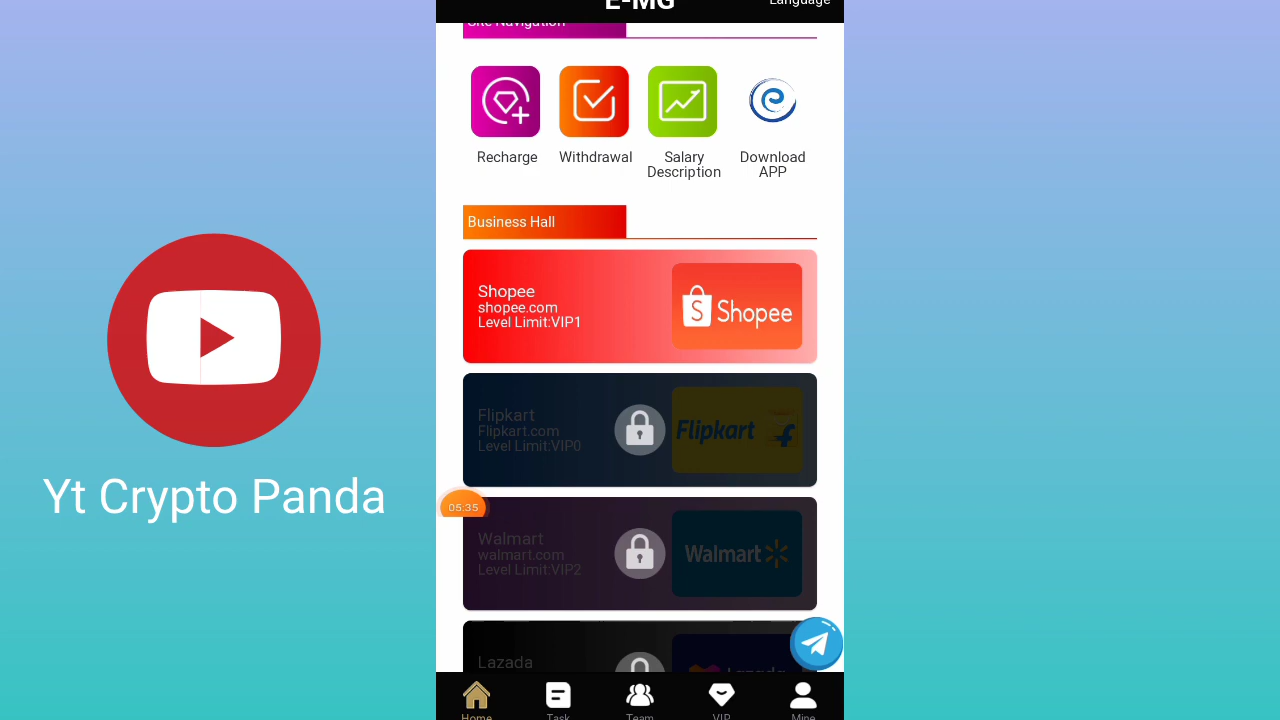 E-MG
Language
Site Navigation
Recharge
Withdrawal
Salary
Description
Download
APP
Business Hall
Shopee
shopee.com
Level Limit:VIP1
Shopee
Flipkart
Flipkart.com
Level Limit:VIP0
Flipkart
05:35
Walmart
walmart.com
Level Limit:VIP2
Walmart
Lazada
Lazada
Home
Task
Team
VIP
Mine
Yt Crypto Panda